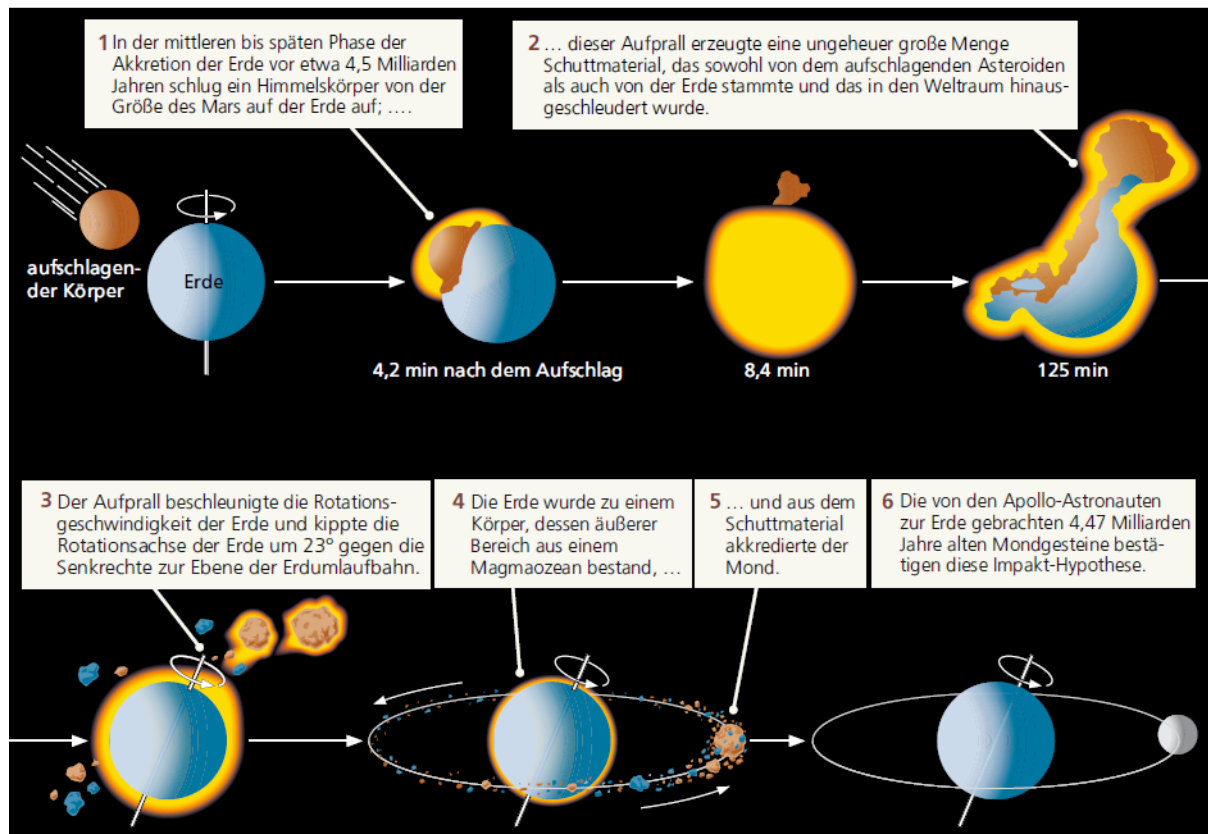 1 In der mittleren bis späten Phase der
Akkretion der Erde vor etwa 4,5 Milliarden
Jahren schlug ein Himmelskörper von der
Größe des Mars auf der Erde auf; ....
2 ... dieser Aufprall erzeugte eine ungeheuer große Menge
Schuttmaterial, das sowohl von dem aufschlagenden Asteroiden
als auch von der Erde stammte und das in den Weltraum hinaus-
geschleudert wurde.
aufschlagen-
der Körper
Erde
4,2 min nach dem Aufschlag
8,4 min
125 min
3 Der Aufprall beschleunigte die Rotations-
geschwindigkeit der Erde und kippte die
Rotationsachse der Erde um 23º gegen die
Senkrechte zur Ebene der Erdumlaufbahn.
4 Die Erde wurde zu einem
Körper, dessen äußerer
Bereich aus einem
Magmaozean bestand, ...
5 ... und aus dem
Schuttmaterial
akkredierte der
Mond.
6 Die von den Apollo-Astronauten
zur Erde gebrachten 4,47 Milliarden
Jahre alten Mondgesteine bestä-
tigen diese Impakt-Hypothese.